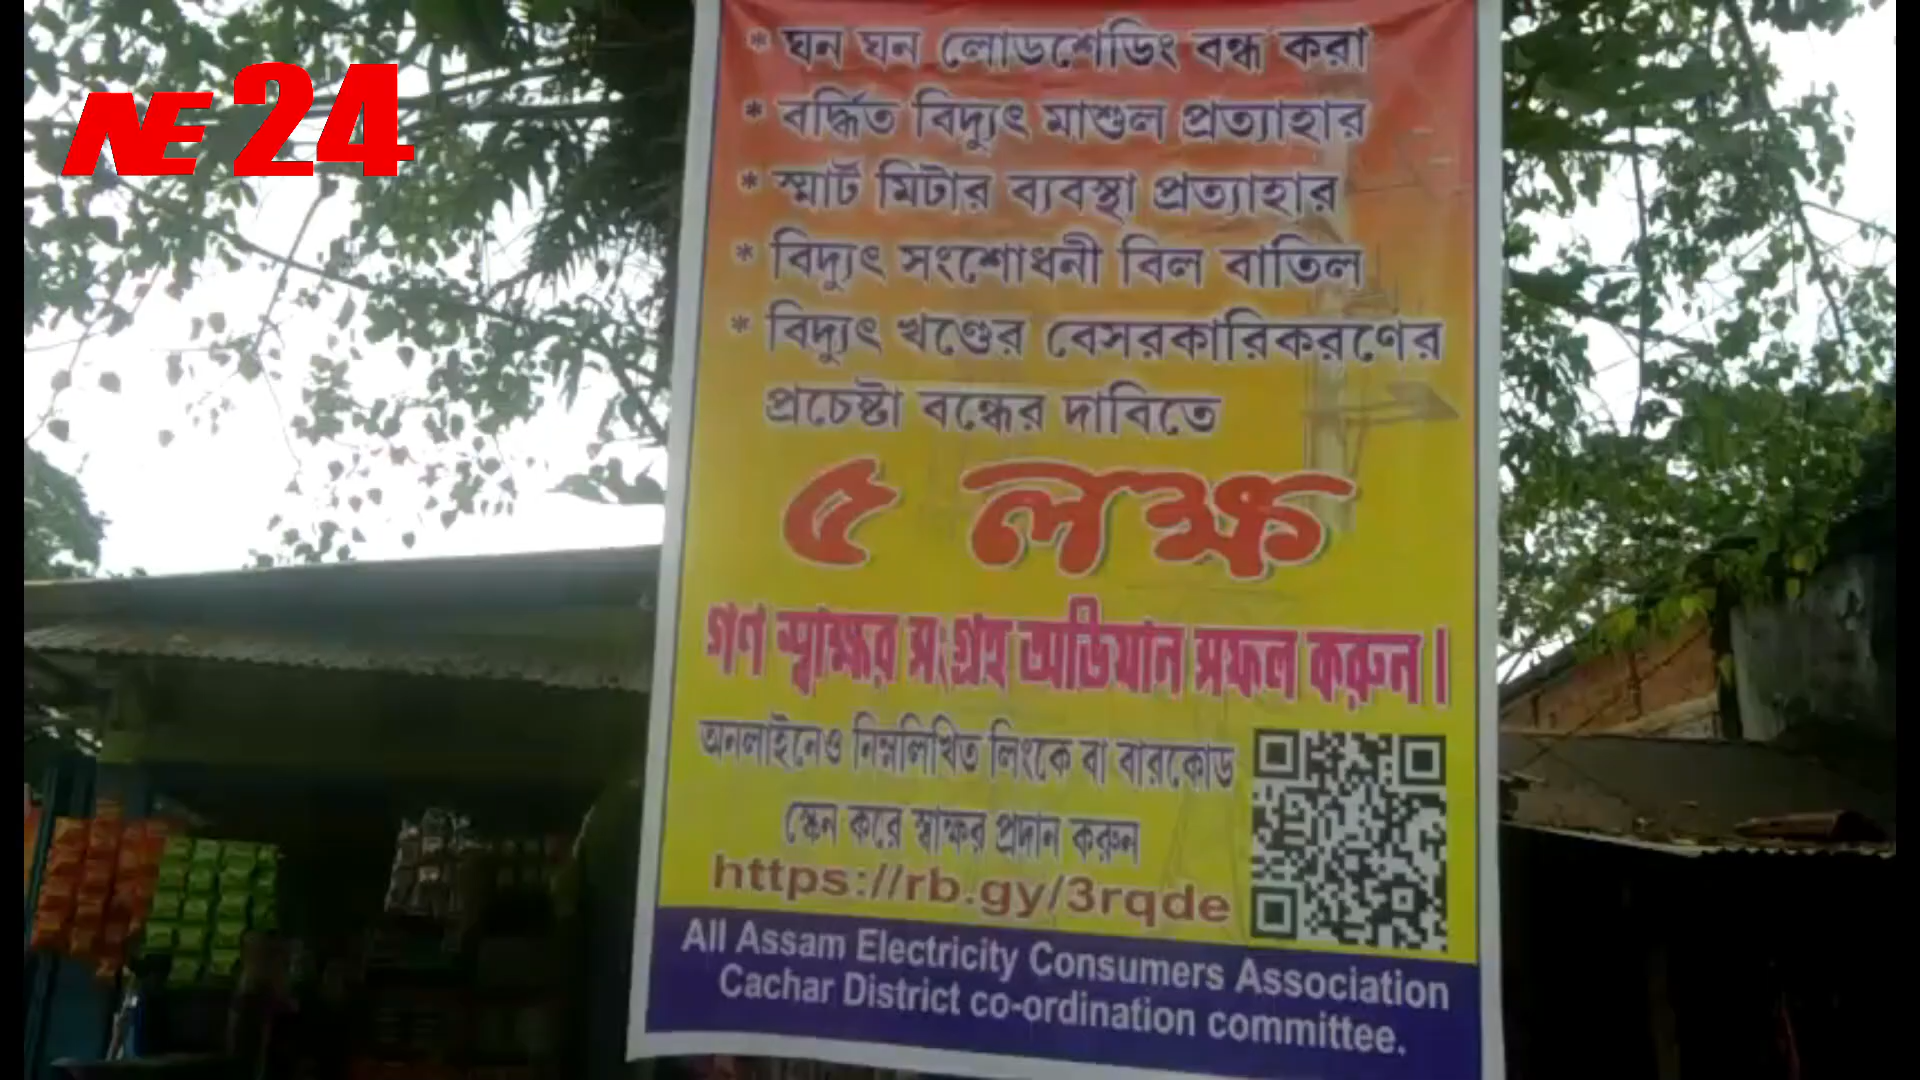 NE 24
* ঘন ঘন লোডশেডিং বন্ধ করা
* বৰ্দ্ধিত বিদ্যুৎ মাশুল প্রত্যাহার
* স্মার্ট মিটার ব্যবস্থা প্রত্যাহার
* বিদ্যুৎ সংশোধনী বিল বাতিল
* বিদ্যুৎ খণ্ডের বেসরকারিকরণের
প্রচেষ্টা বন্ধের দাবিতে
৫ লক্ষ
গণ স্বাক্ষর সংগ্রহ অভিযান সফল করুন।
অনলাইনেও নিম্নলিখিত লিংকে বা বারকোড
স্কেন করে স্বাক্ষর প্রদান করুন
https://rb.gy/3rqde
All Assam Electricity Consumers Association
Cachar District co-ordination committee.